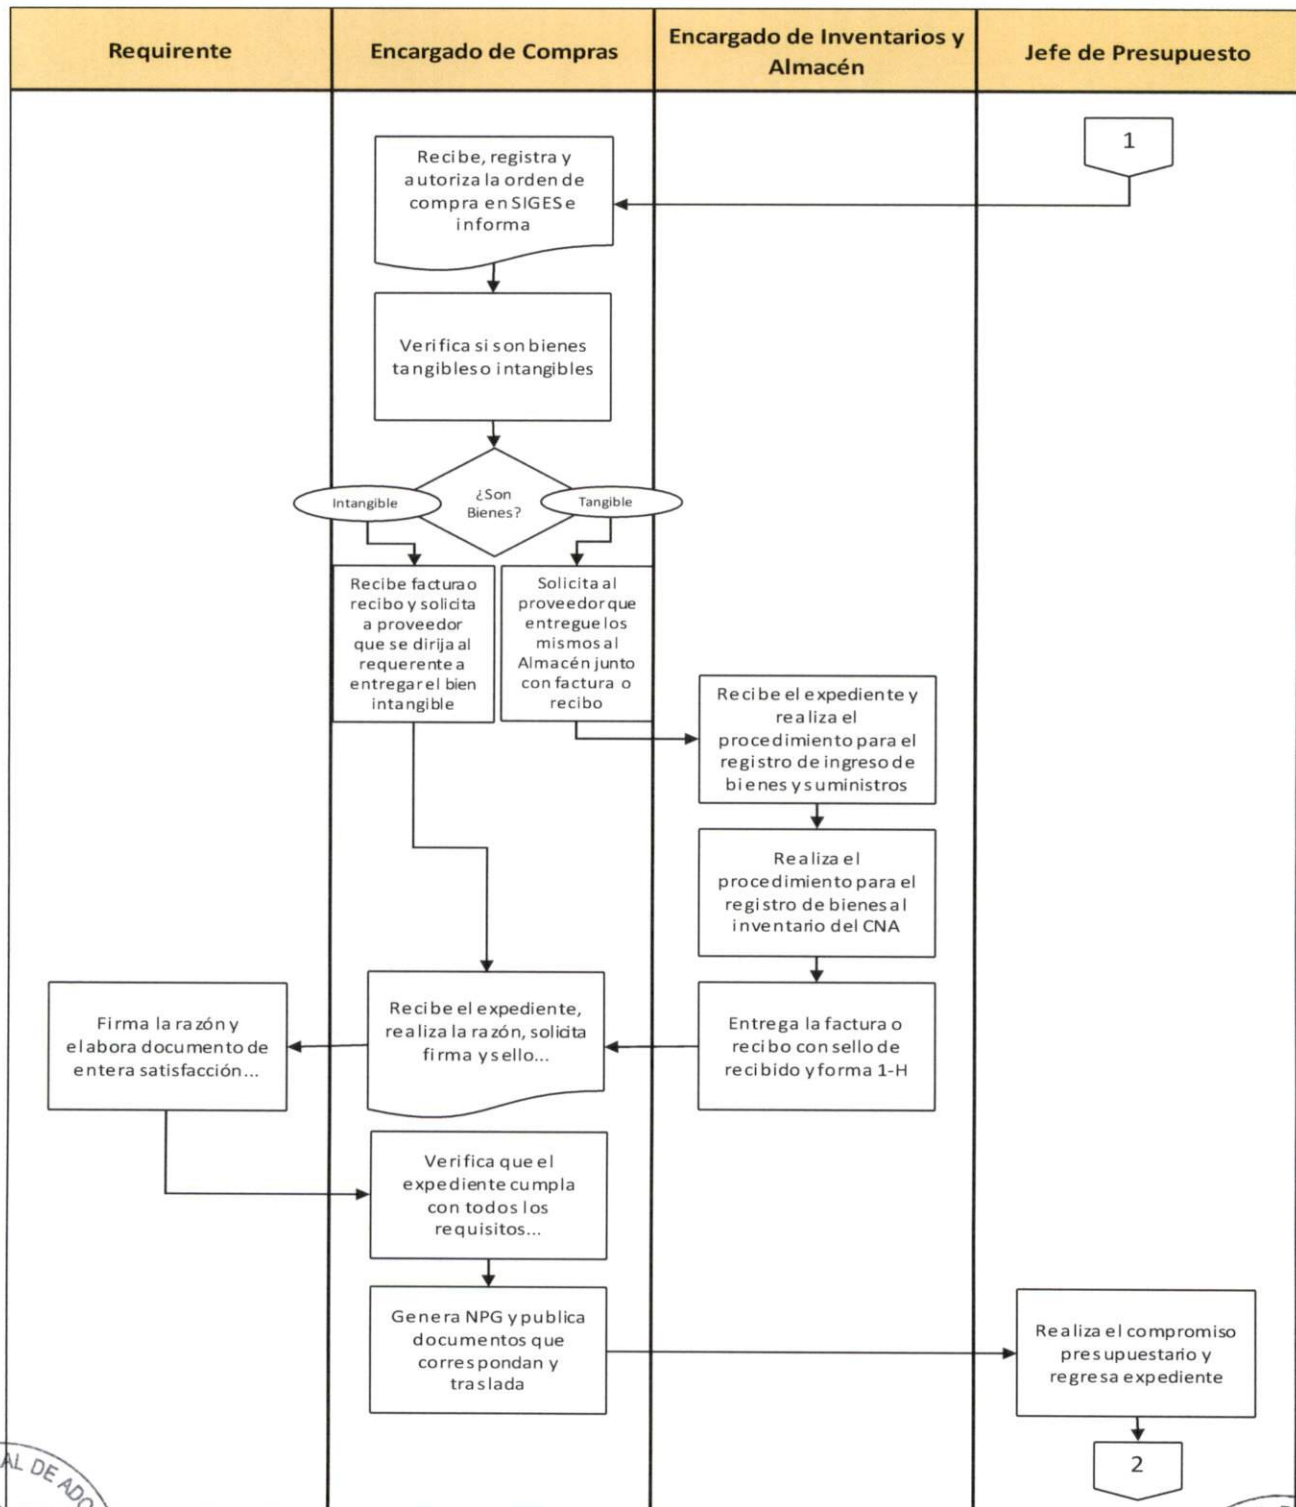 Requirente
Encargado de Compras
Encargado de Inventarios y
Almacén
Jefe de Presupuesto
1
Recibe, registra y
autoriza la orden de
compra en SIGES e
informa
Verifica si son bienes
tangibles o intangibles
¿Son
Bienes?
Intangible
Tangible
Recibe factura o
recibo y solicita
a proveedor
que se dirija al
requerente a
entregar el bien
intangible
Solicita al
proveedor que
entregue los
mismos al
Almacén junto
con factura o
recibo
Recibe el expediente y
realiza el
procedimiento para el
registro de ingreso de
bienes y suministros
Realiza el
procedimiento para el
registro de bienes al
inventario del CNA
Entrega la factura o
recibo con sello de
recibido y forma 1-H
Recibe el expediente,
realiza la razón, solicita
firma y sello...
Firma la razón y
elabora documento de
entera satisfacción...
Verifica que el
expediente cumpla
con todos los
requisitos...
Genera NPG y publica
documentos que
correspondan y
traslada
Realiza el compromiso
presupuestario y
regresa expediente
2
AL DE ADO